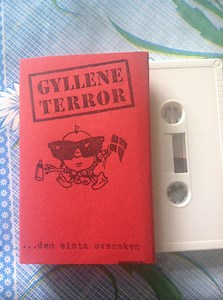 GYLLENE
TERROR
...den sista svensken